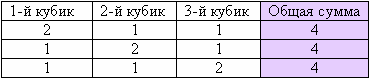 1-й кубик 2-й кубик 3-й кубик Общая сумма
2 1 1 4
1 2 1 4
1 1 2 4